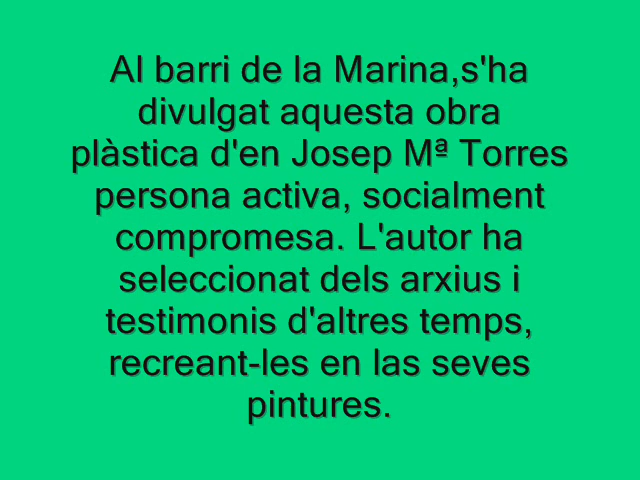 Al barri de la Marina,s'ha
divulgat aquesta obra
plàstica d'en Josep Mª Torres
persona activa, socialment
compromesa. L'autor ha
seleccionat dels arxius i
testimonis d'altres temps,
recreant-les en las seves
pintures.